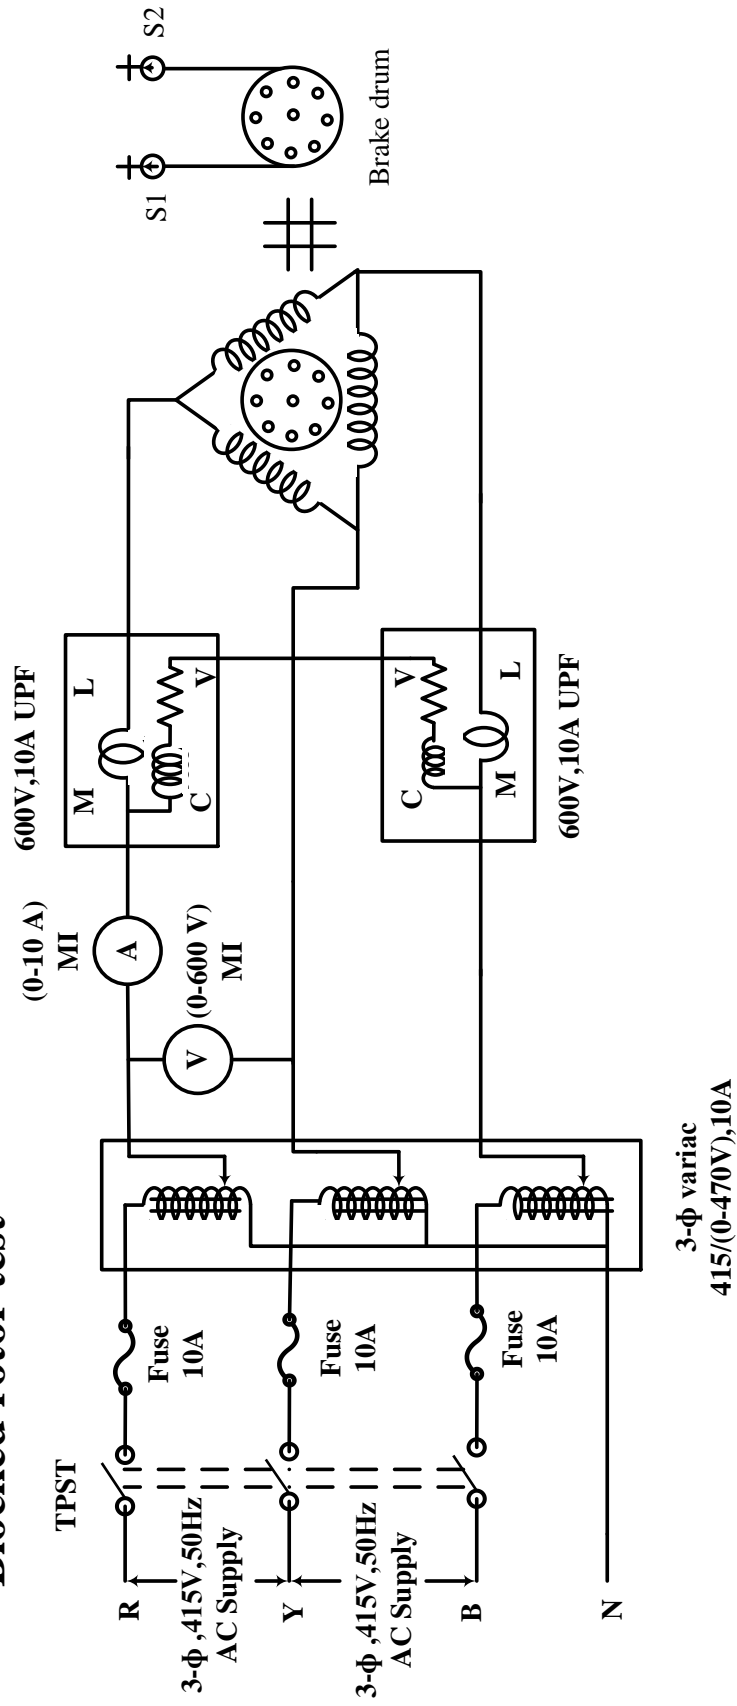 Blocked rotor test
TPST
R
3-ϕ ,415V,50Hz
AC Supply
Y
3-ϕ ,415V,50Hz
AC Supply
B
N
Fuse
10A
Fuse
10A
Fuse
10A
3-ϕ variac
415/(0-470V),10A
V
(0-600 V)
MI
A
(0-10 A)
MI
600V,10A UPF
M
L
C
V
C
V
M
L
600V,10A UPF
S1
S2
Brake drum